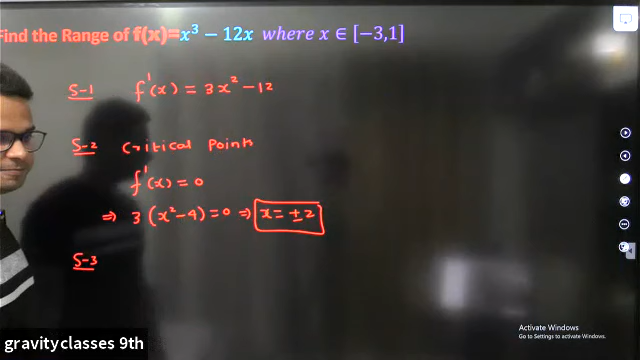 Find the Range of f(x)=x³ − 12x where x ∈ [−3,1]
S-1 f'(x) = 3x² − 12
S-2 Critical Points
f'(x) = 0
⇒ 3(x² − 4) = 0 ⇒ x = ±2
S-3
Activate Windows
Go to Settings to activate Windows.
gravityclasses 9th